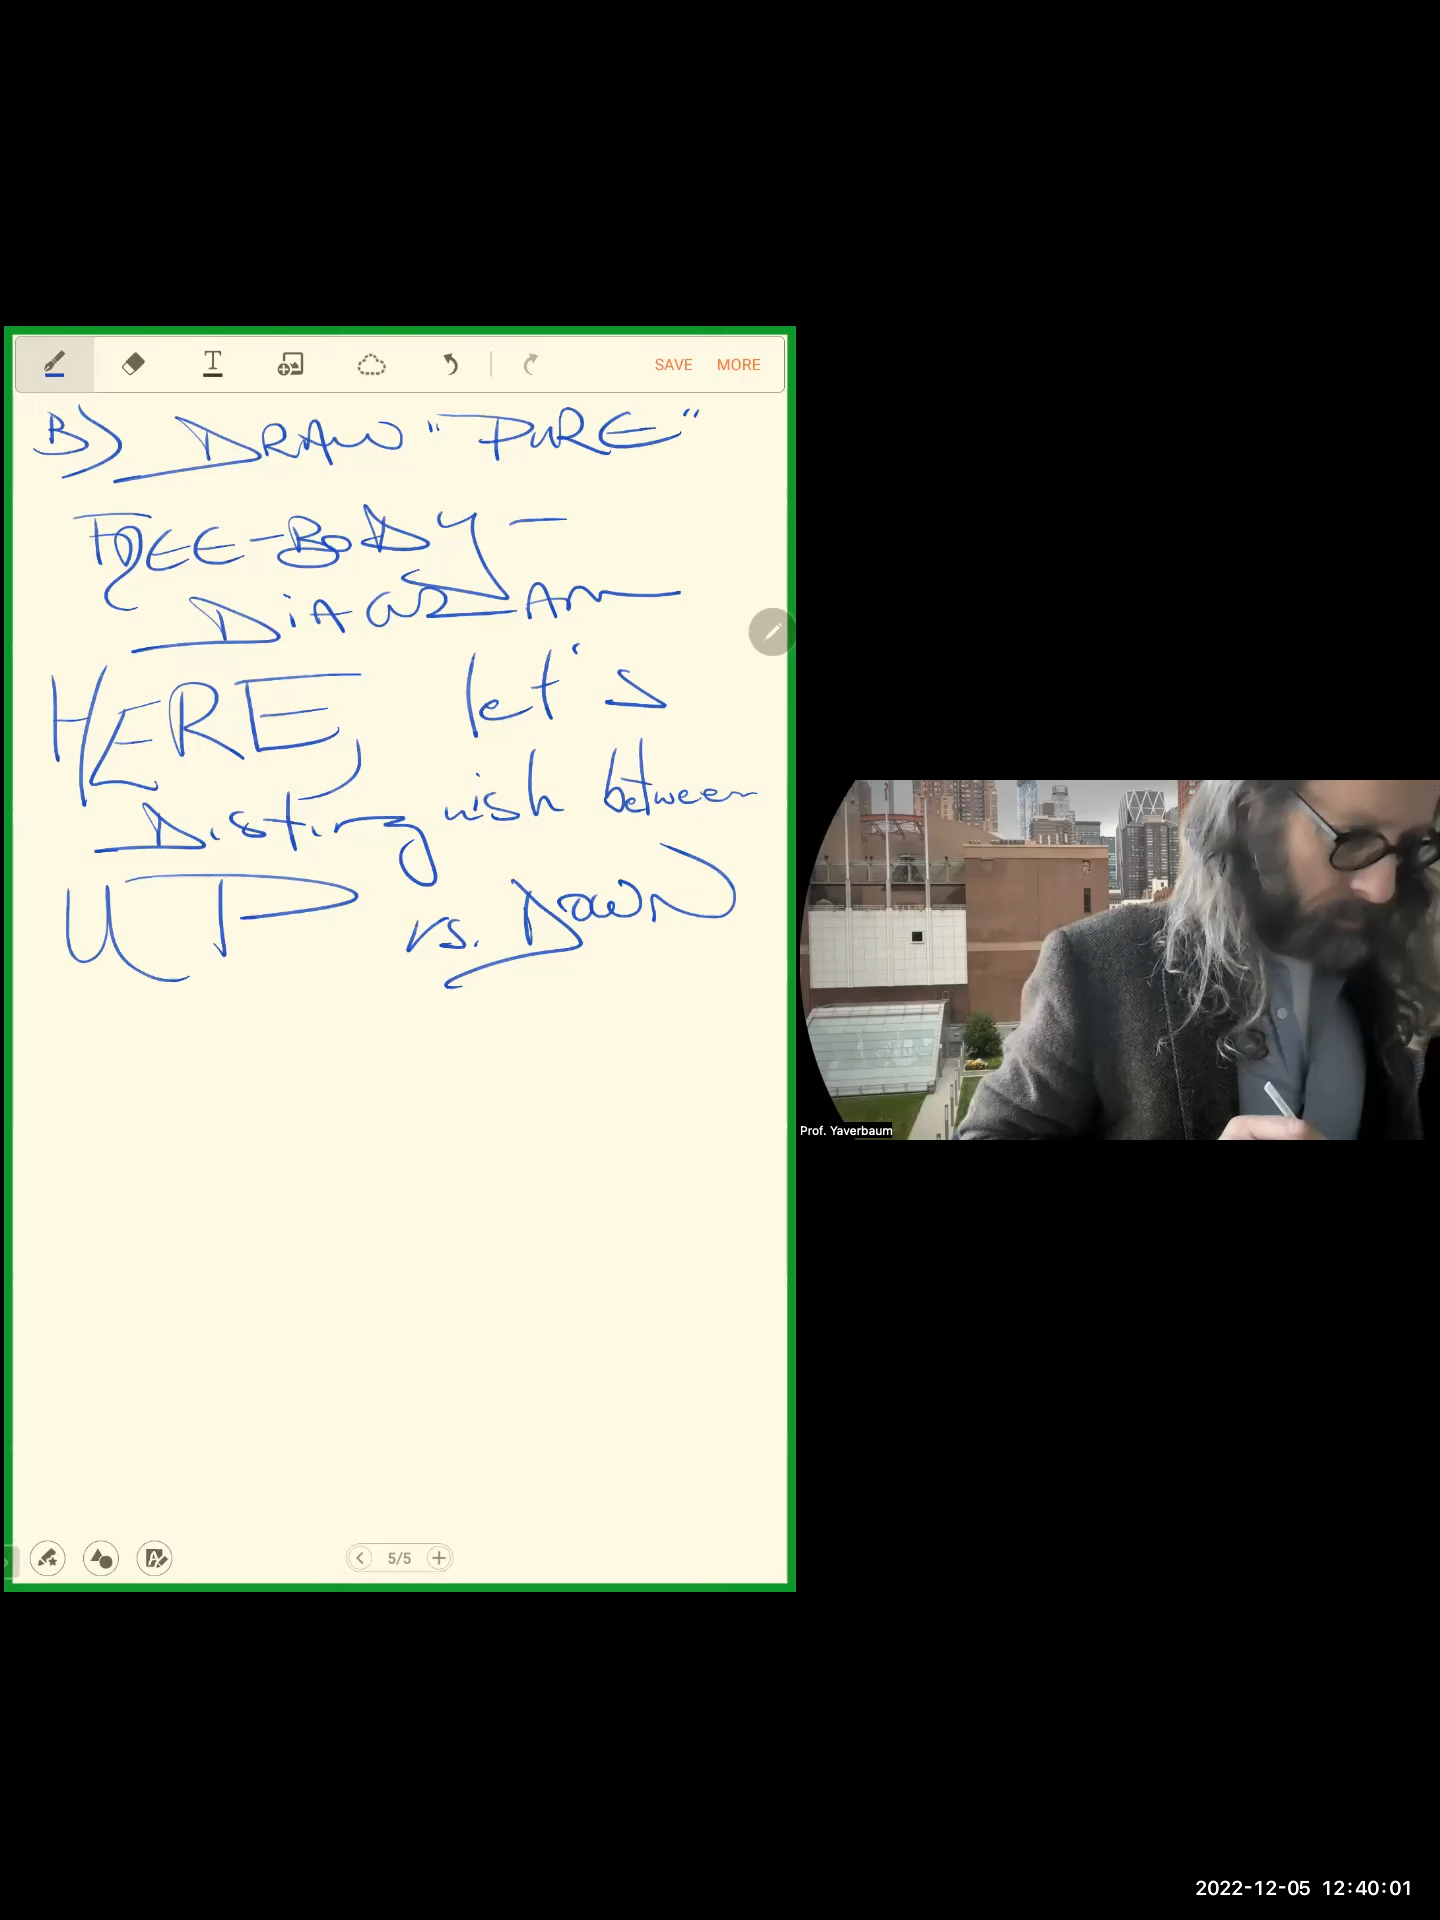 T
SAVE
MORE
B) DRAW "PURE"
FREE-BODY-
DIAGRAM
HERE, let's
Distinguish between
UP vs. DOWN
Prof. Yaverbaum
A
5/5
2022-12-05 12:40:01